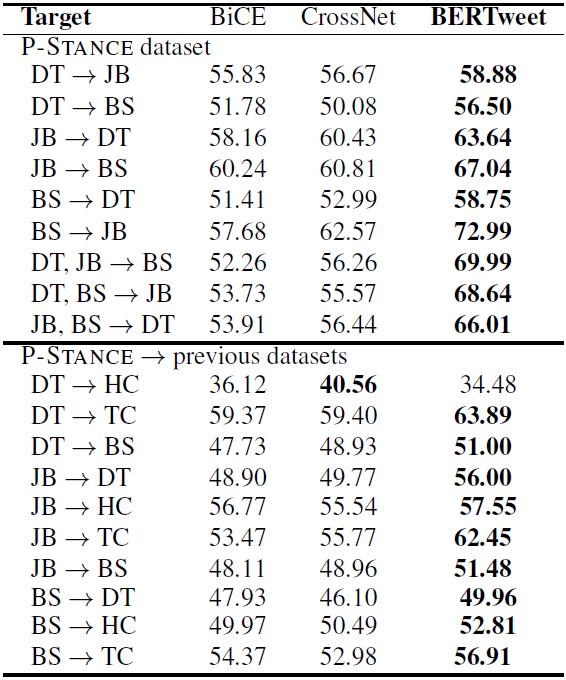 Target BiCE CrossNet BERTweet
P-STANCE dataset
DT → JB 55.83 56.67 58.88
DT → BS 51.78 50.08 56.50
JB → DT 58.16 60.43 63.64
JB → BS 60.24 60.81 67.04
BS → DT 51.41 52.99 58.75
BS → JB 57.68 62.57 72.99
DT, JB → BS 52.26 56.26 69.99
DT, BS → JB 53.73 55.57 68.64
JB, BS → DT 53.91 56.44 66.01
P-STANCE → previous datasets
DT → HC 36.12 40.56 34.48
DT → TC 59.37 59.40 63.89
DT → BS 47.73 48.93 51.00
JB → DT 48.90 49.77 56.00
JB → HC 56.77 55.54 57.55
JB → TC 53.47 55.77 62.45
JB → BS 48.11 48.96 51.48
BS → DT 47.93 46.10 49.96
BS → HC 49.97 50.49 52.81
BS → TC 54.37 52.98 56.91